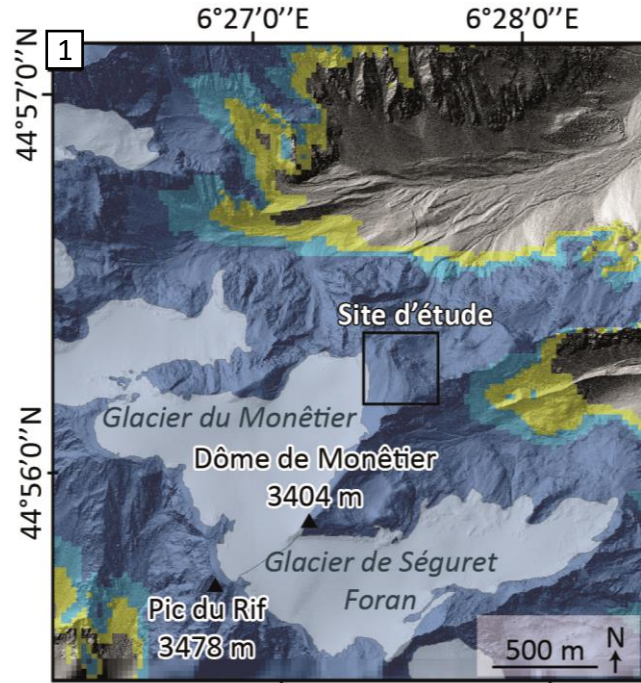 1
6°27'0''E
6°28'0''E
44°57'0''N
Site d'étude
Glacier du Monêtier
Dôme de Monêtier
3404 m
44°56'0''N
Glacier de Séguret
Foran
Pic du Rif
3478 m
500 m
N